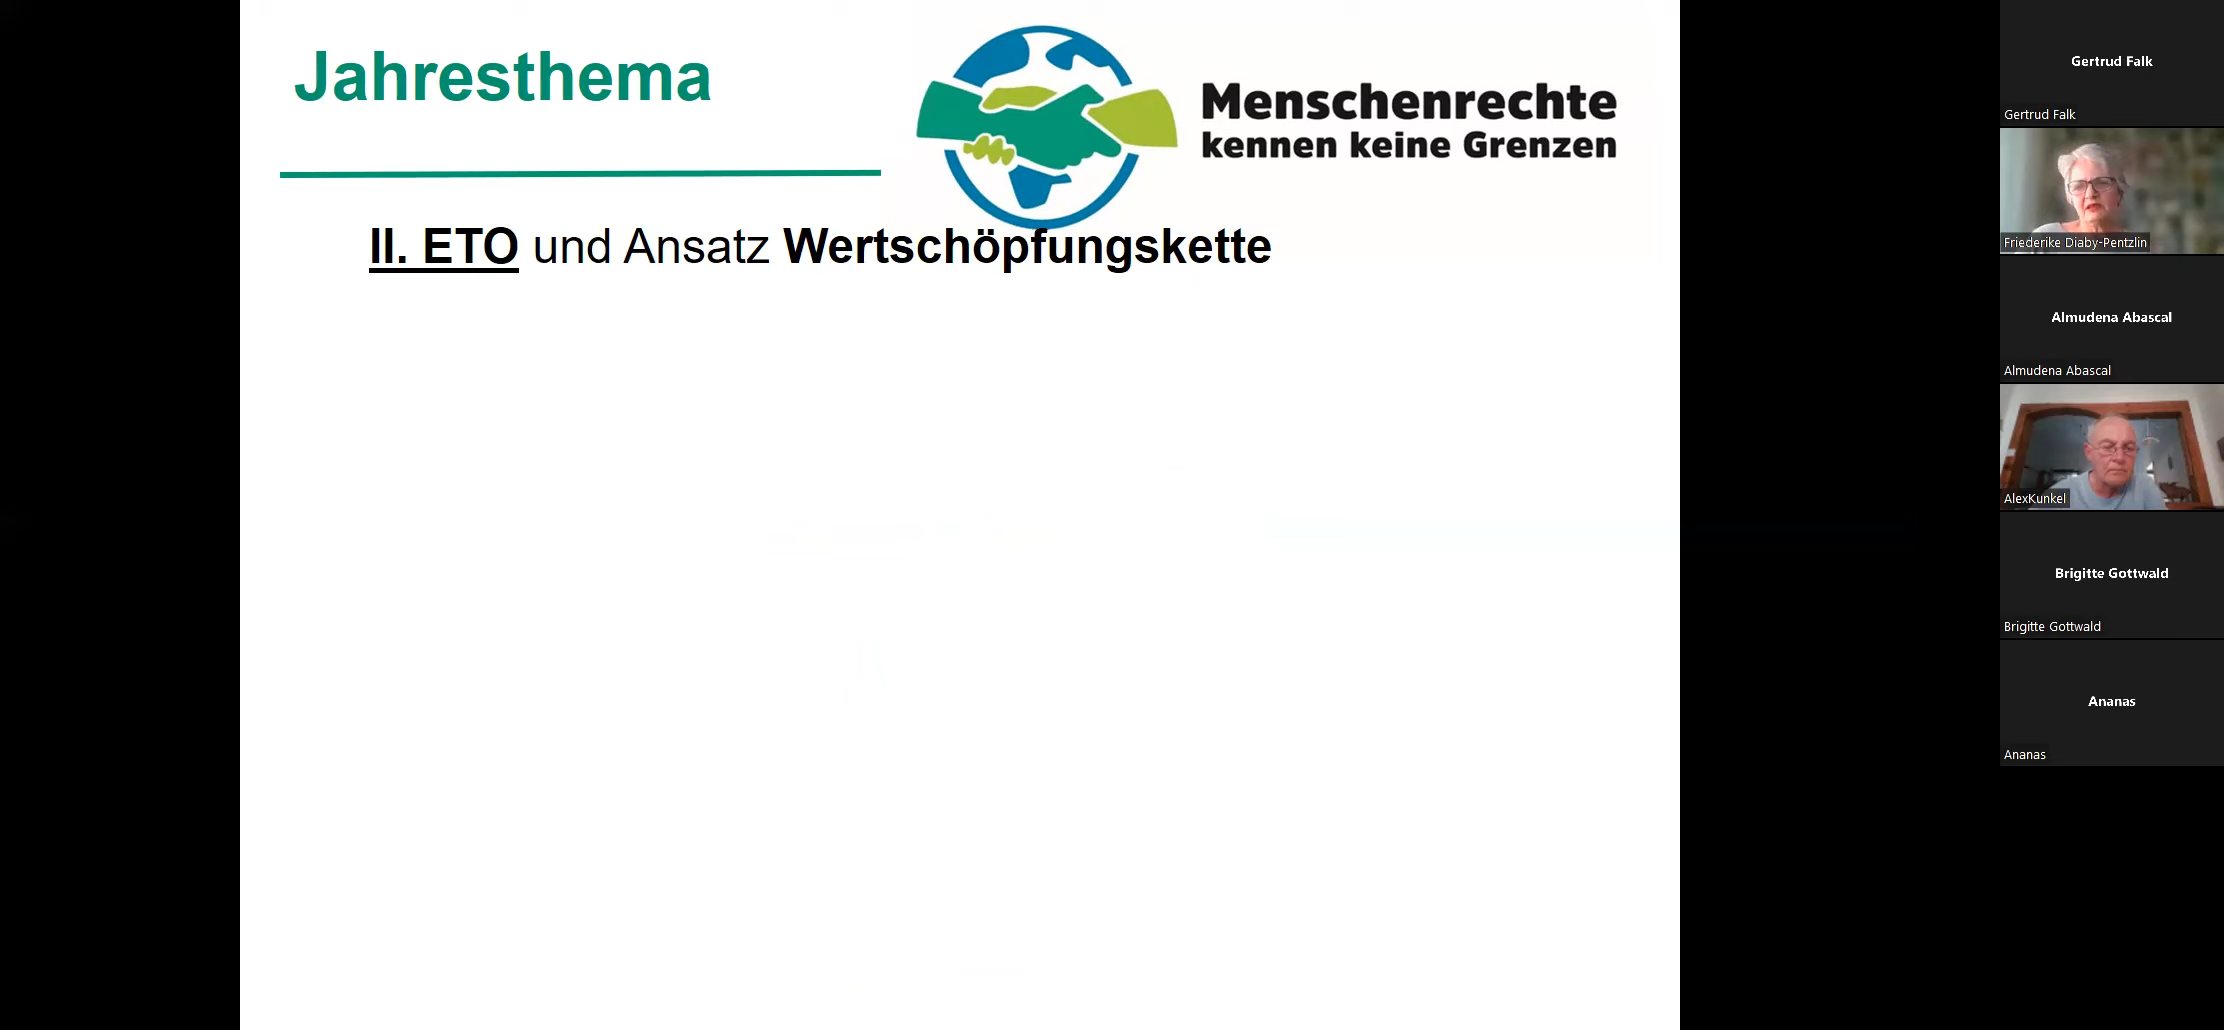 Jahresthema
Menschenrechte
kennen keine Grenzen
II. ETO und Ansatz Wertschöpfungskette
Gertrud Falk
Gertrud Falk
Friederike Diaby-Pentzlin
Almudena Abascal
Almudena Abascal
AlexKunkel
Brigitte Gottwald
Brigitte Gottwald
Ananas
Ananas